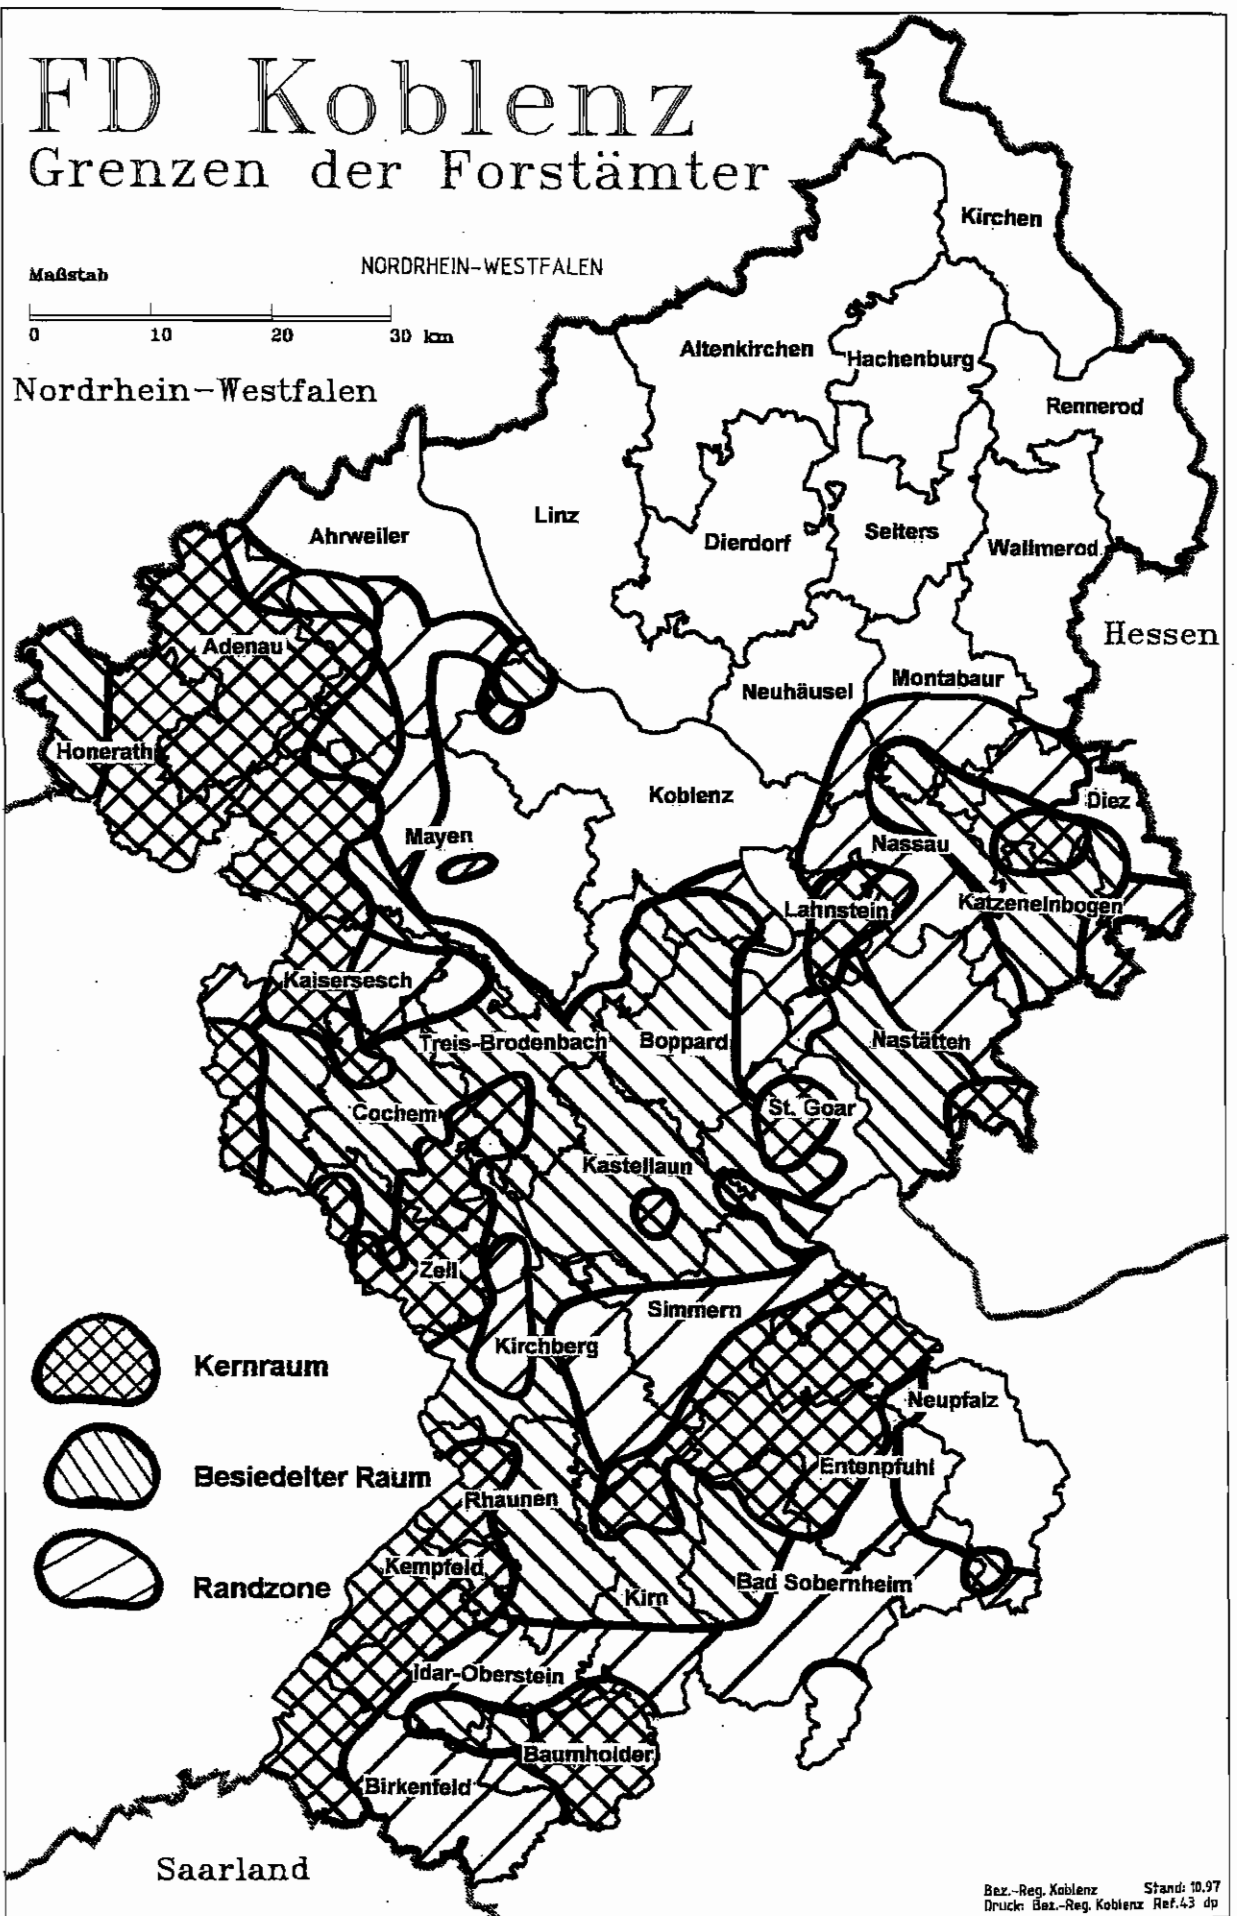 FD Koblenz
Grenzen der Forstämter
Maßstab
0 10 20 30 km
NORDRHEIN-WESTFALEN
Nordrhein-Westfalen
Kirchen
Altenkirchen
Hachenburg
Rennerod
Linz
Ahrweiler
Dierdorf
Selters
Wallmerod
Hessen
Adenau
Neuhäusel
Montabaur
Honerath
Koblenz
Diez
Mayen
Nassau
Lahnstein
Katzenelnbogen
Kaisersesch
Treis-Brodenbach
Boppard
Nastätten
Cochem
St. Goar
Kastellaun
Zell
Simmern
Kirchberg
Kernraum
Neupfalz
Entenpfuhl
Besiedelter Raum
Rhaunen
Kempfeld
Randzone
Kirn
Bad Sobernheim
Idar-Oberstein
Baumholder
Birkenfeld
Saarland
Bez.-Reg. Koblenz Stand: 10.97
Druck: Bez.-Reg. Koblenz Ref.43 dp